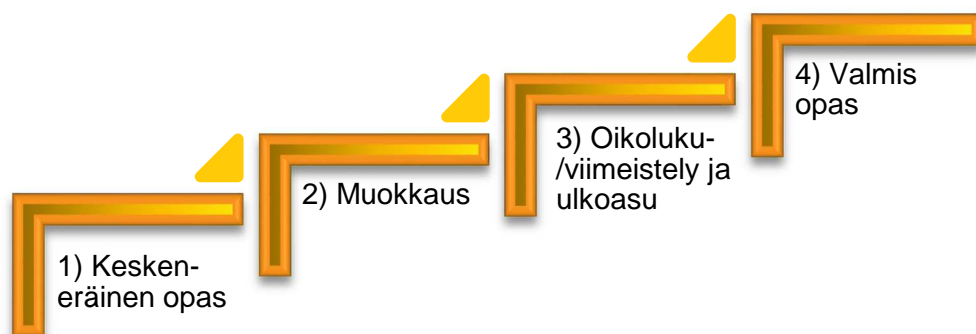 1) Kesken-
eräinen opas
2) Muokkaus
3) Oikoluku-
/viimeistely ja
ulkoasu
4) Valmis
opas